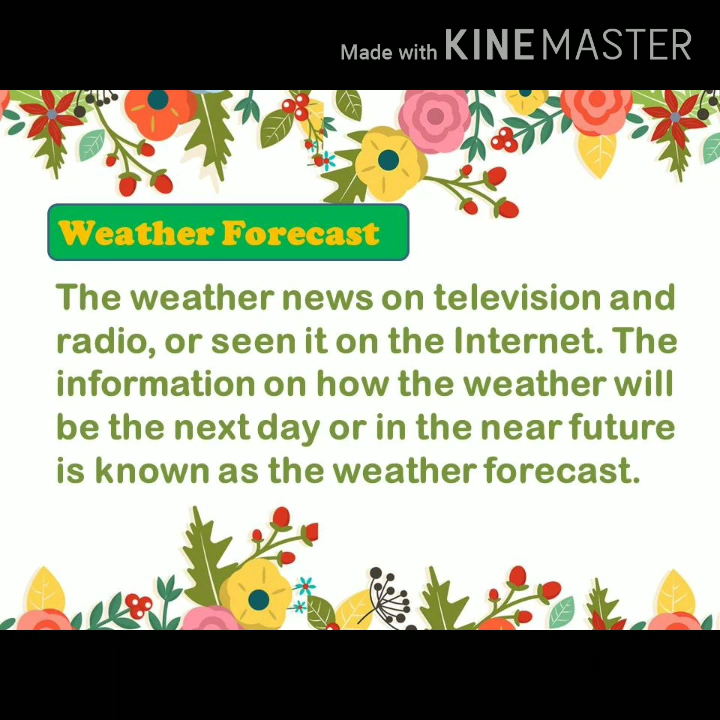 Made with KINEMASTER
Weather Forecast
The weather news on television and
radio, or seen it on the Internet. The
information on how the weather will
be the next day or in the near future
is known as the weather forecast.